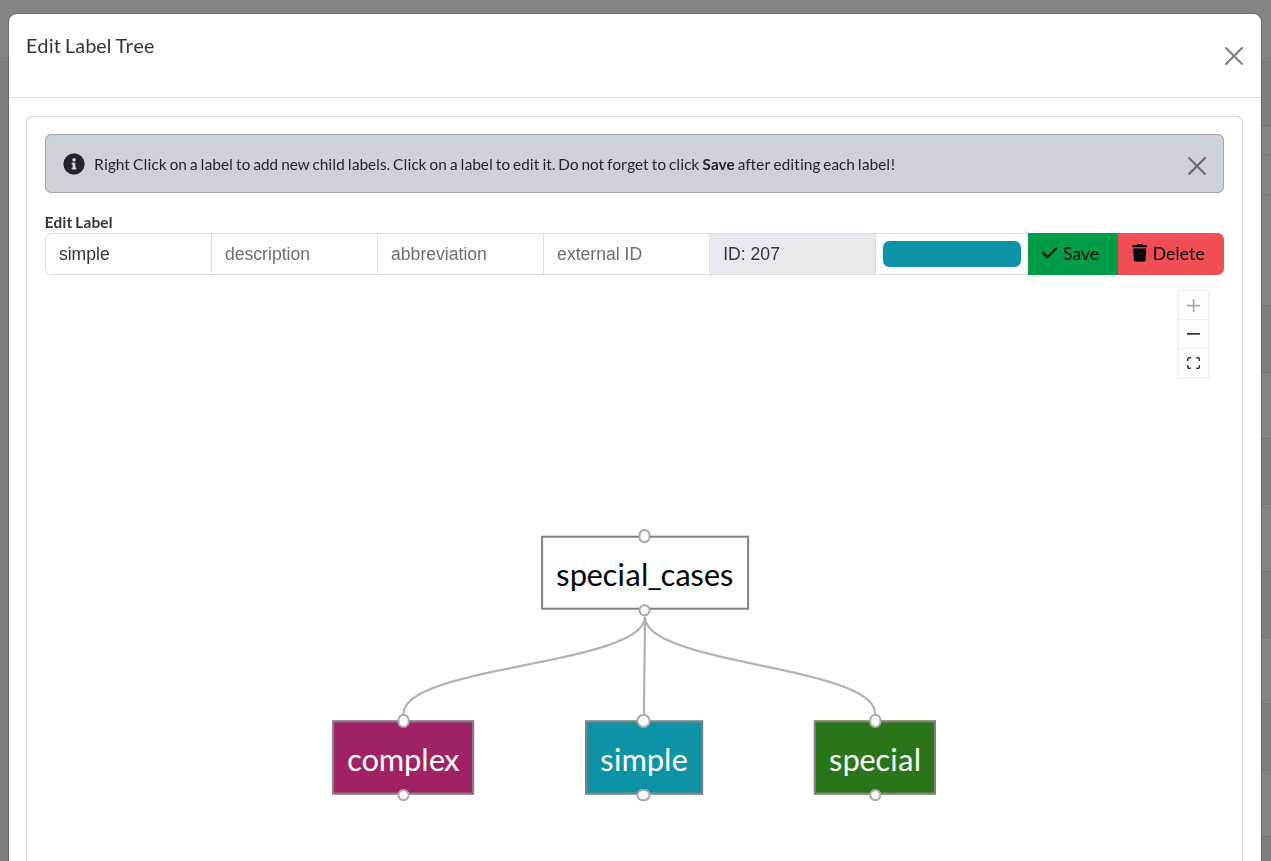 Edit Label Tree
Right Click on a label to add new child labels. Click on a label to edit it. Do not forget to click Save after editing each label!
Edit Label
simple description abbreviation external ID ID: 207 Save Delete
special_cases
complex simple special